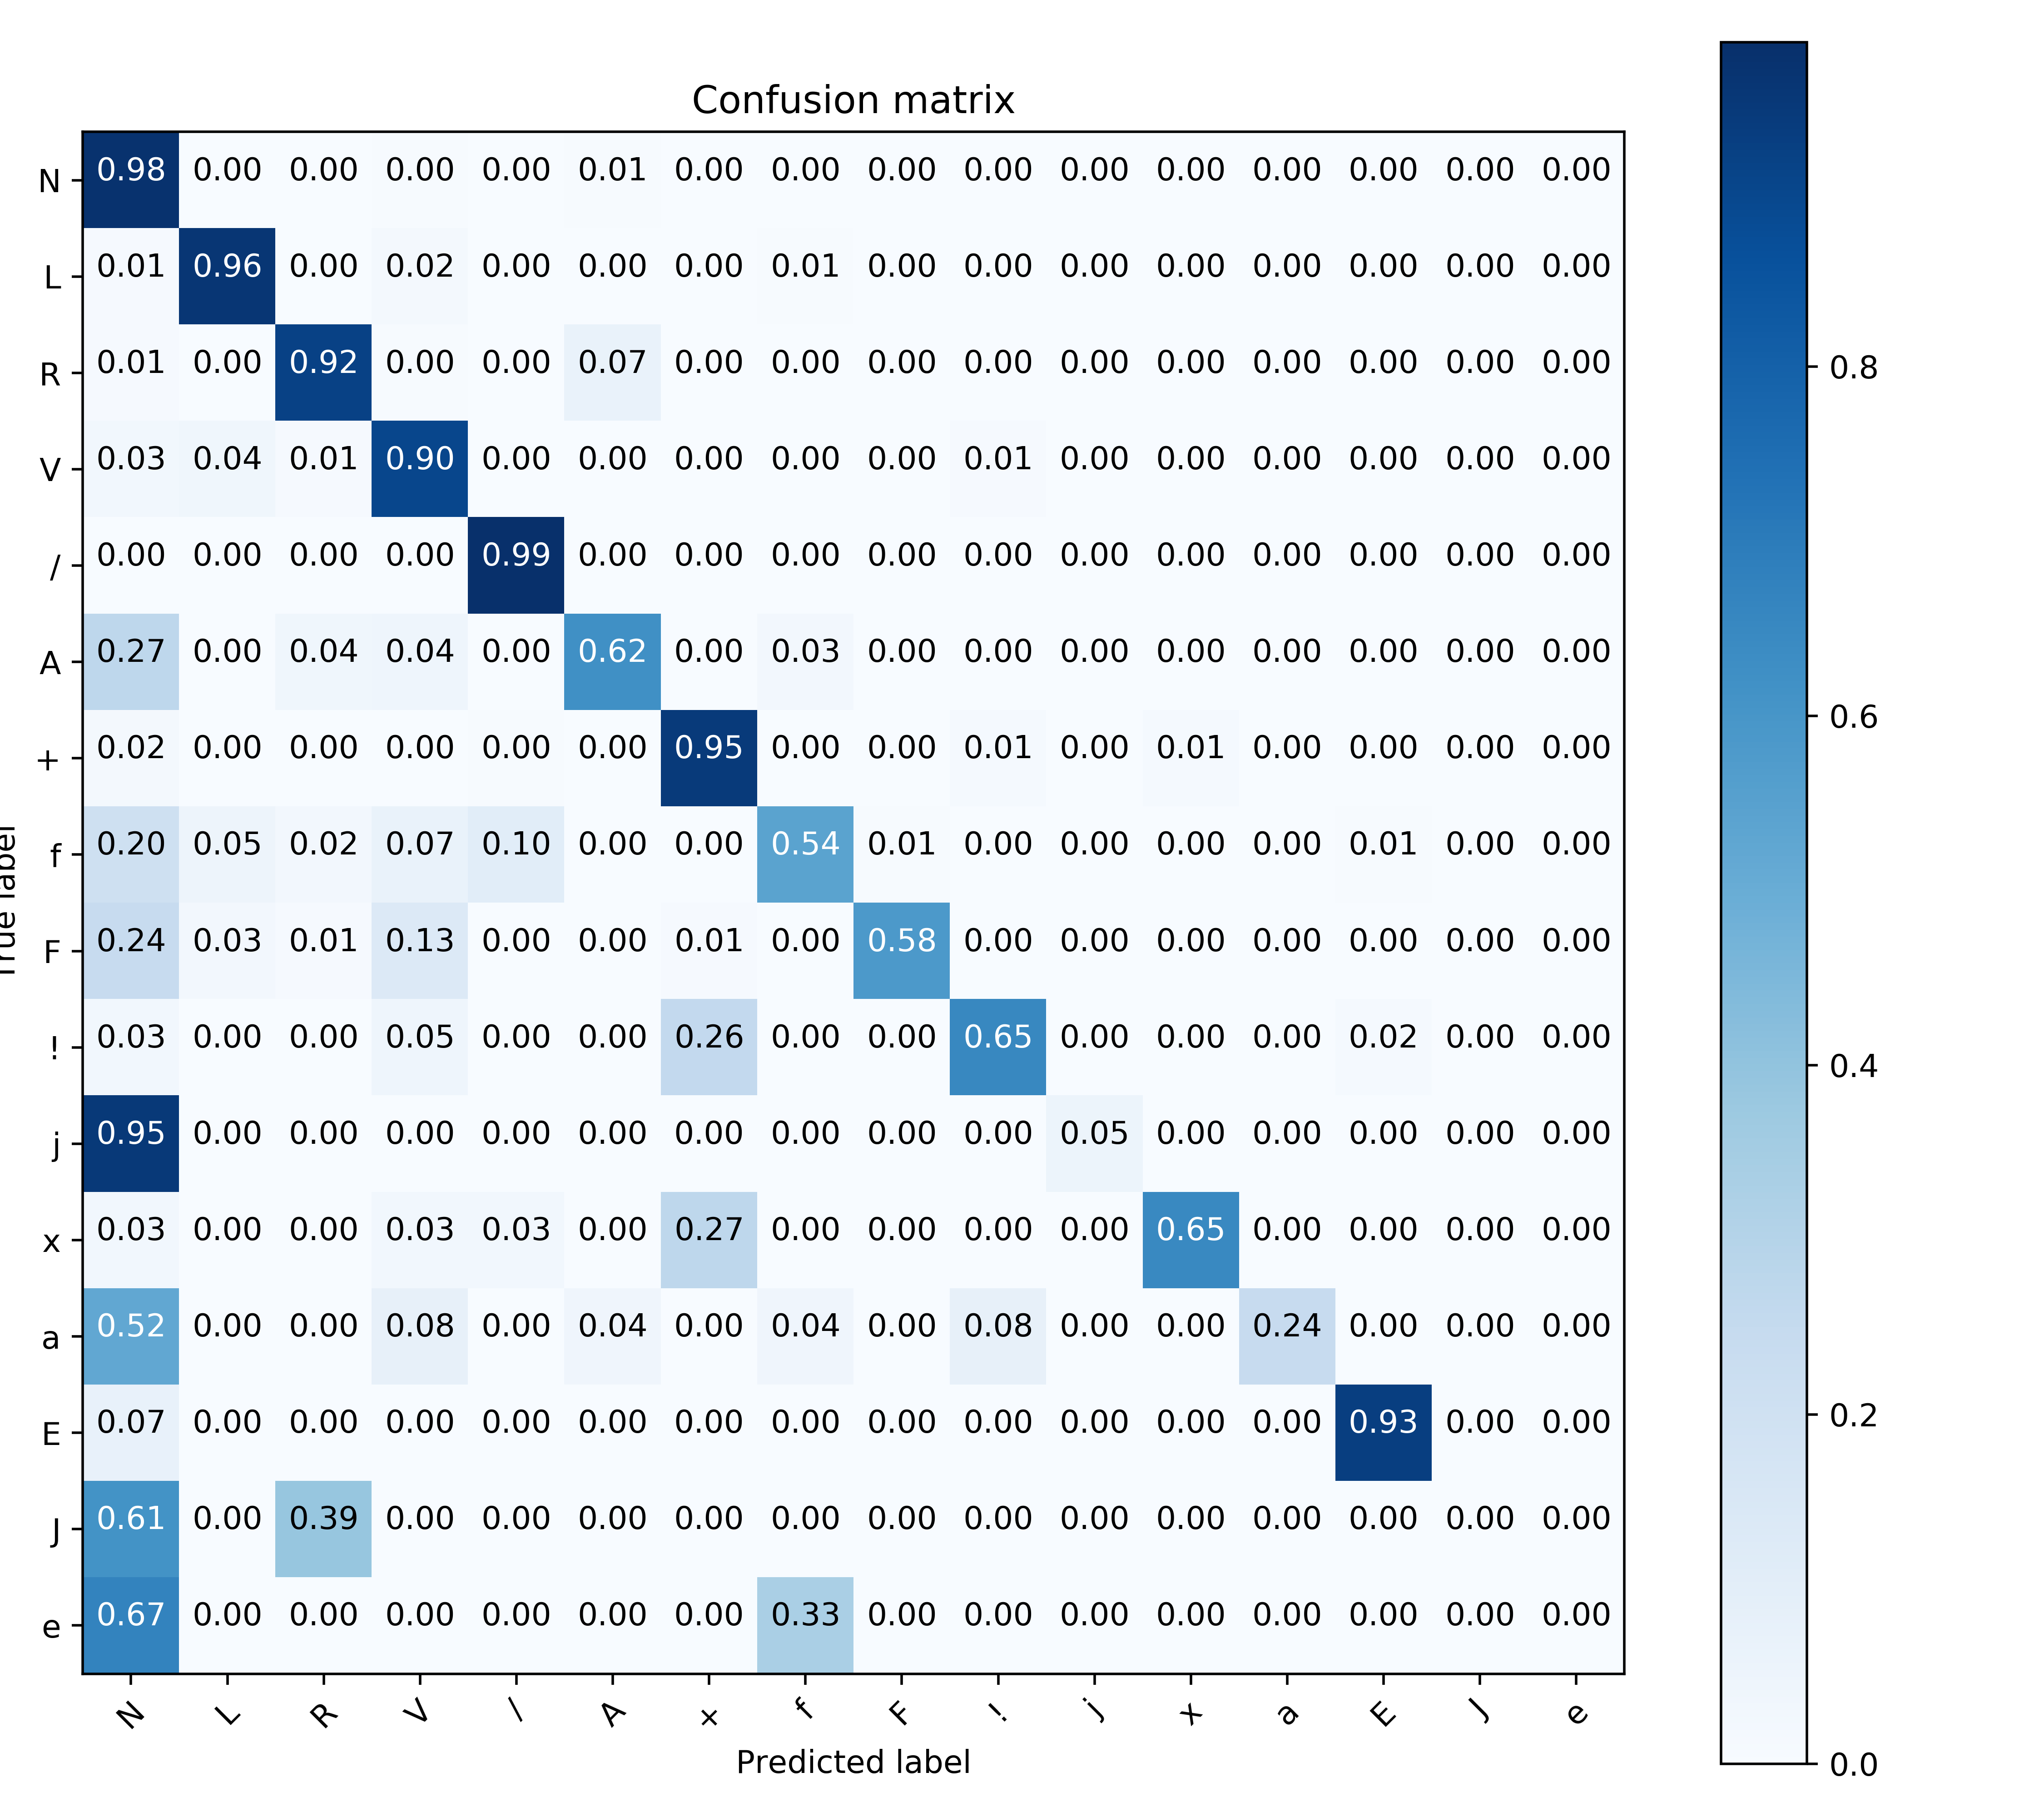 Confusion matrix
N 0.98 0.00 0.00 0.00 0.00 0.01 0.00 0.00 0.00 0.00 0.00 0.00 0.00 0.00 0.00 0.00
L 0.01 0.96 0.00 0.02 0.00 0.00 0.00 0.01 0.00 0.00 0.00 0.00 0.00 0.00 0.00 0.00
R 0.01 0.00 0.92 0.00 0.00 0.07 0.00 0.00 0.00 0.00 0.00 0.00 0.00 0.00 0.00 0.00
V 0.03 0.04 0.01 0.90 0.00 0.00 0.00 0.00 0.00 0.01 0.00 0.00 0.00 0.00 0.00 0.00
/ 0.00 0.00 0.00 0.00 0.99 0.00 0.00 0.00 0.00 0.00 0.00 0.00 0.00 0.00 0.00 0.00
A 0.27 0.00 0.04 0.04 0.00 0.62 0.00 0.03 0.00 0.00 0.00 0.00 0.00 0.00 0.00 0.00
+ 0.02 0.00 0.00 0.00 0.00 0.00 0.95 0.00 0.00 0.01 0.00 0.01 0.00 0.00 0.00 0.00
f 0.20 0.05 0.02 0.07 0.10 0.00 0.00 0.54 0.01 0.00 0.00 0.00 0.00 0.01 0.00 0.00
F 0.24 0.03 0.01 0.13 0.00 0.00 0.01 0.00 0.58 0.00 0.00 0.00 0.00 0.00 0.00 0.00
! 0.03 0.00 0.00 0.05 0.00 0.00 0.26 0.00 0.00 0.65 0.00 0.00 0.00 0.02 0.00 0.00
j 0.95 0.00 0.00 0.00 0.00 0.00 0.00 0.00 0.00 0.00 0.05 0.00 0.00 0.00 0.00 0.00
x 0.03 0.00 0.00 0.03 0.03 0.00 0.27 0.00 0.00 0.00 0.00 0.65 0.00 0.00 0.00 0.00
a 0.52 0.00 0.00 0.08 0.00 0.04 0.00 0.04 0.00 0.08 0.00 0.00 0.24 0.00 0.00 0.00
E 0.07 0.00 0.00 0.00 0.00 0.00 0.00 0.00 0.00 0.00 0.00 0.00 0.00 0.93 0.00 0.00
J 0.61 0.00 0.39 0.00 0.00 0.00 0.00 0.00 0.00 0.00 0.00 0.00 0.00 0.00 0.00 0.00
e 0.67 0.00 0.00 0.00 0.00 0.00 0.00 0.33 0.00 0.00 0.00 0.00 0.00 0.00 0.00 0.00
N L R V / A + f F ! j x a E J e
Predicted label
True label
0.8
0.6
0.4
0.2
0.0